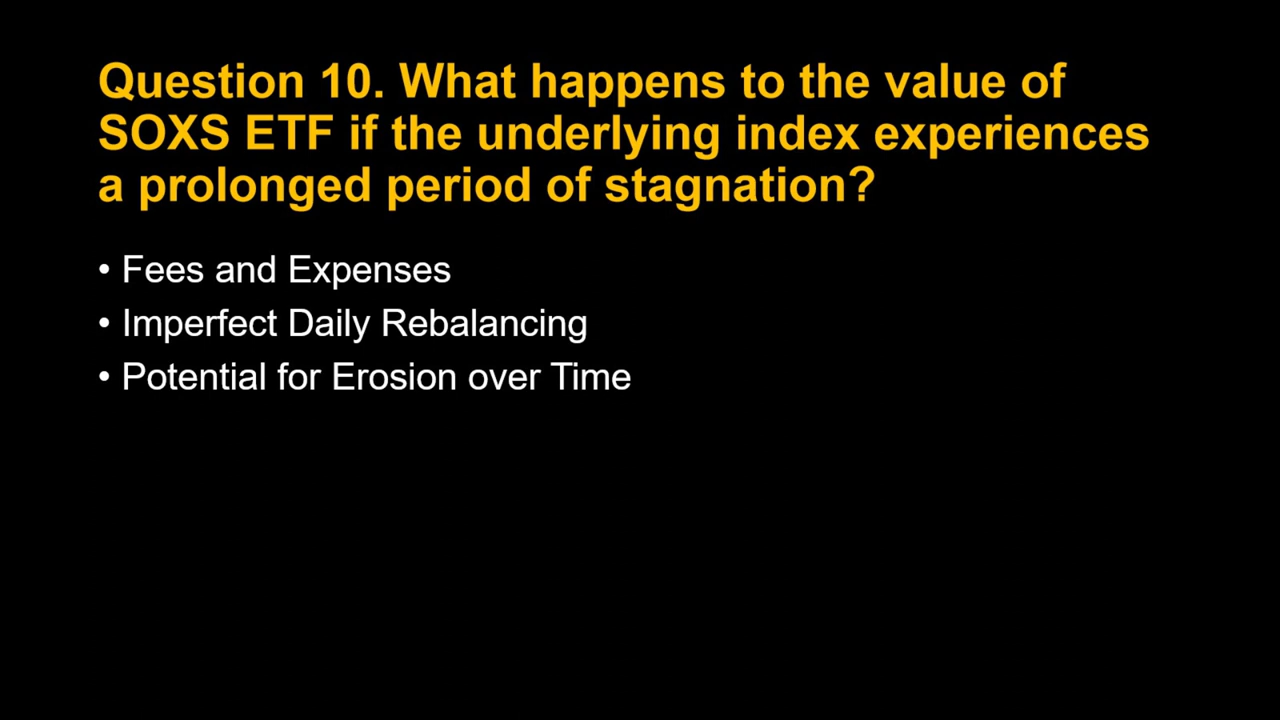 Question 10. What happens to the value of
SOXS ETF if the underlying index experiences
a prolonged period of stagnation?
• Fees and Expenses
• Imperfect Daily Rebalancing
• Potential for Erosion over Time